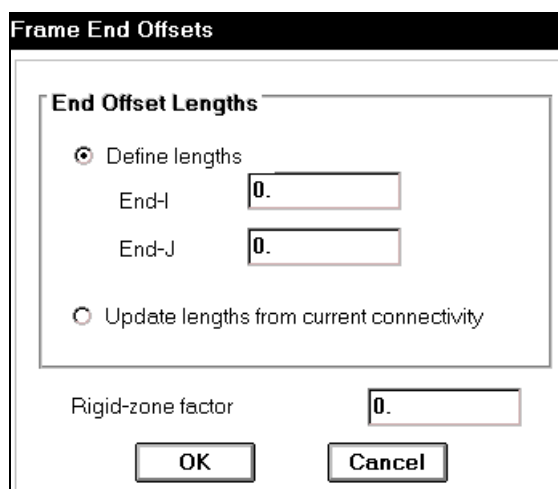 Frame End Offsets
End Offset Lengths
Define lengths
End-I 0.
End-J 0.
Update lengths from current connectivity
Rigid-zone factor 0.
OK Cancel